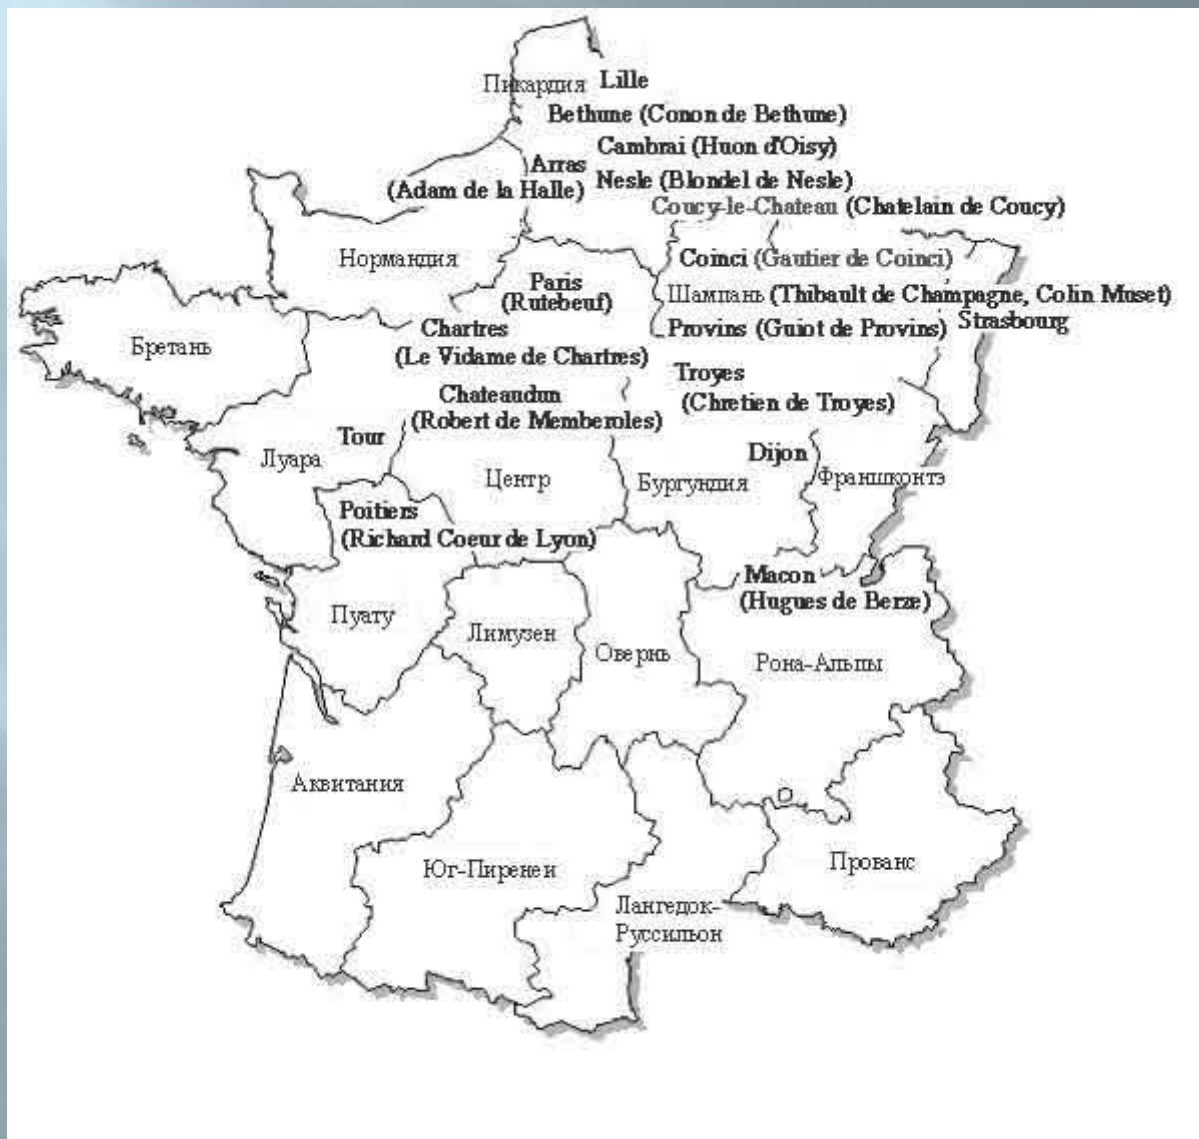 Пикардия Lille
Bethune (Conon de Bethune)
Cambrai (Huon d'Oisy)
Arras
(Adam de la Halle)
Nesle (Blondel de Nesle)
Coucy-le-Chateau (Chatelain de Coucy)
Нормандия
Coinci (Gautier de Coinci)
Paris
(Rutebeuf)
Шампань (Thibault de Champagne, Colin Muset)
Provins (Guiot de Provins)
Strasbourg
Chartres
(Le Vidame de Chartres)
Бретань
Troyes
(Chretien de Troyes)
Chateaudun
(Robert de Memberoles)
Tour
Луара
Центр
Dijon
Бургундия
Франшконтэ
Poitiers
(Richard Coeur de Lyon)
Macon
(Hugues de Berze)
Пуату
Лимузен
Овернь
Рона-Альпы
Аквитания
Юг-Пиренеи
Прованс
Лангедок-
Руссильон